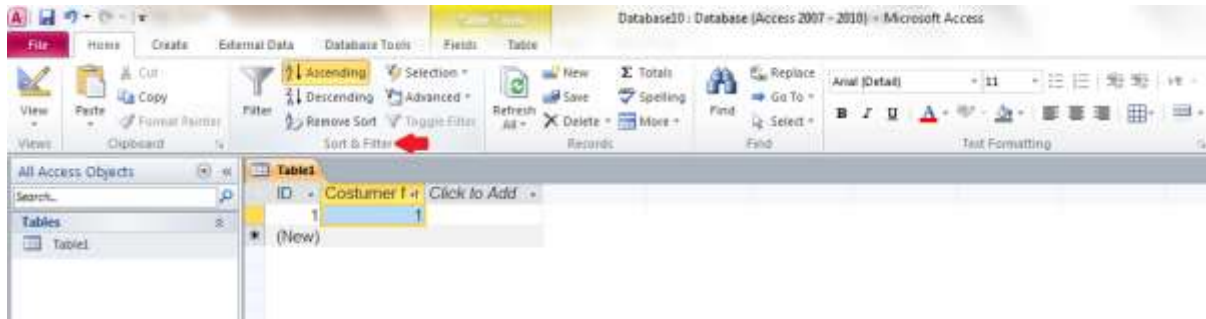 Table Tools Database10 : Database (Access 2007 - 2010) - Microsoft Access
File Home Create External Data Database Tools Fields Table
View
Views
Paste
Cut
Copy
Format Painter
Clipboard
Filter
Ascending
Descending
Remove Sort
Selection
Advanced
Toggle Filter
Sort & Filter
Refresh
All
New
Save
Delete
Totals
Spelling
More
Records
Find
Replace
Go To
Select
Find
Arial (Detail) 11
B I U A
Text Formatting
All Access Objects
Search...
Tables
Table1
Table1
ID Costumer f Click to Add
1 1
(New)